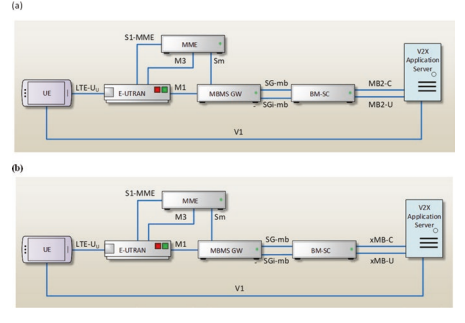 (a)
S1-MME
MME
M3
Sm
V2X
Application
Server
UE
LTE-Uu
E-UTRAN
M1
MBMS GW
SG-mb
SGi-mb
BM-SC
MB2-C
MB2-U
V1
(b)
S1-MME
MME
M3
Sm
V2X
Application
Server
UE
LTE-Uu
E-UTRAN
M1
MBMS GW
SG-mb
SGi-mb
BM-SC
xMB-C
xMB-U
V1